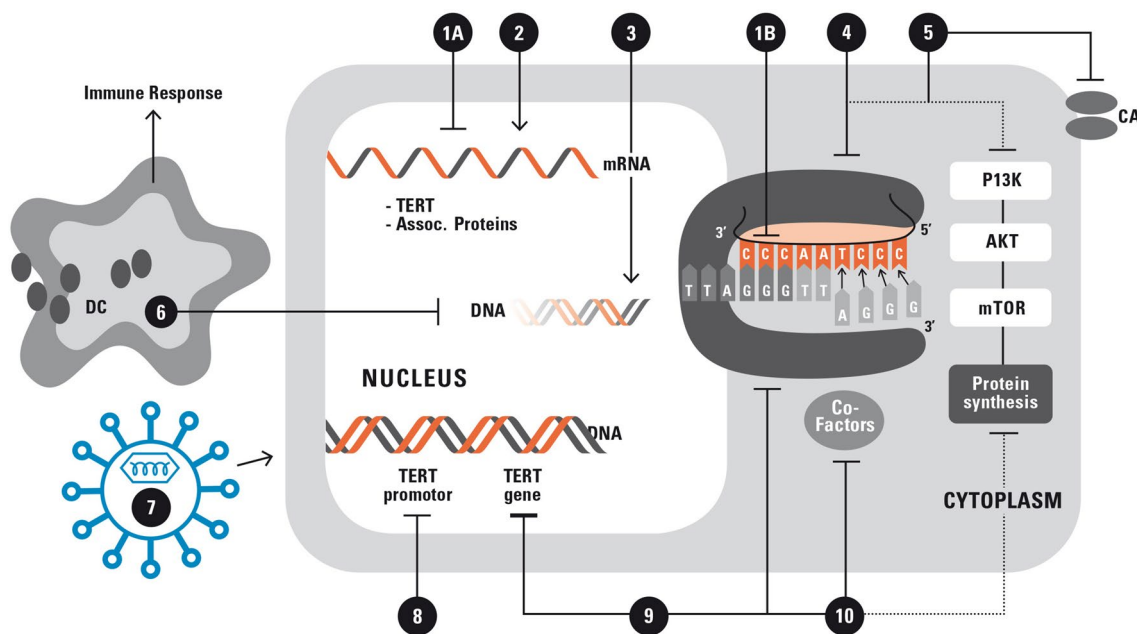 1A
2
3
1B
4
5
Immune Response
CA
mRNA
P13K
- TERT
- Assoc. Proteins
3′
5′
AKT
C C C A A T C C C
T T A G G G T T
A G G G
3′
DC
6
DNA
mTOR
NUCLEUS
Protein
synthesis
Co-
Factors
DNA
7
TERT
promotor
TERT
gene
CYTOPLASM
8
9
10